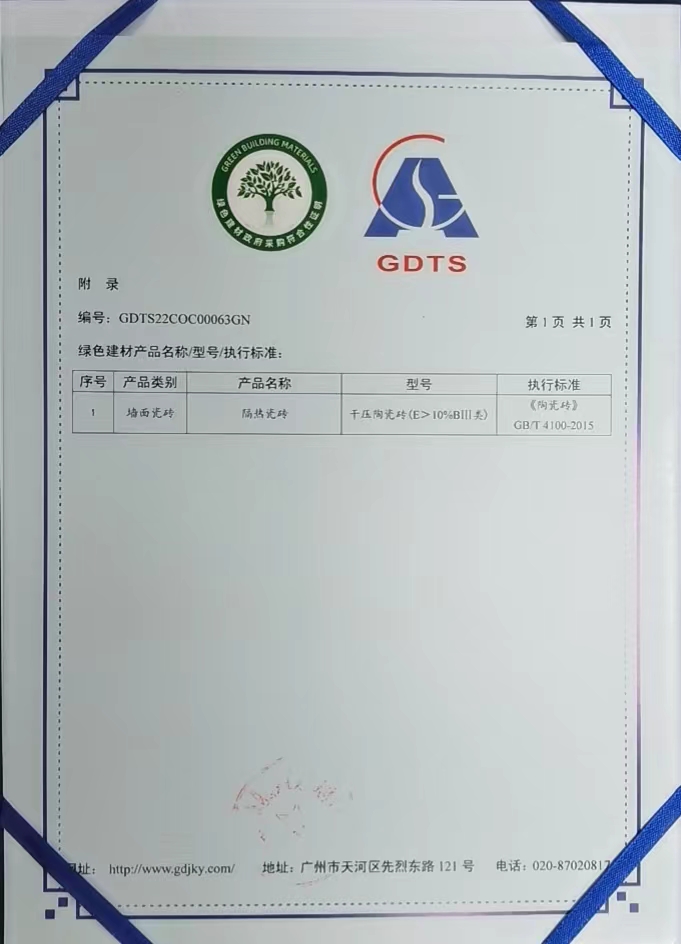 GREEN BUILDING MATERIALS
绿色建材政府采购符合性证明
GDTS
附 录
编号: GDTS22COC00063GN
第1页 共1页
绿色建材产品名称/型号/执行标准:
序号 产品类别 产品名称 型号 执行标准
1 墙面瓷砖 隔热瓷砖 干压陶瓷砖(E>10%BⅢ类) 《陶瓷砖》
GB/T 4100-2015
址: http://www.gdjky.com/ 地址: 广州市天河区先烈东路 121 号 电话: 020-8702081